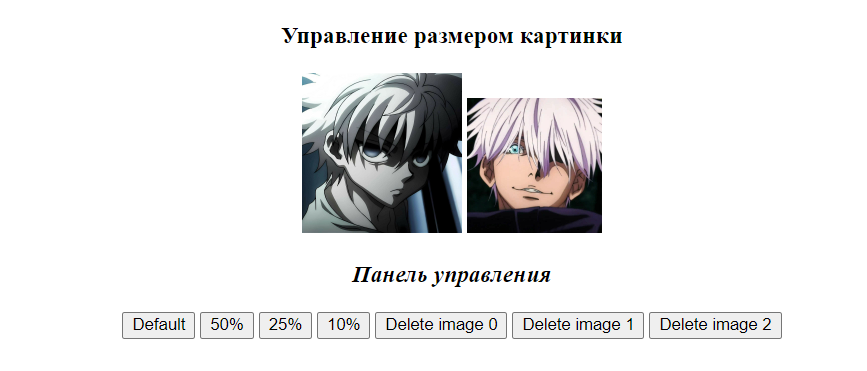 Управление размером картинки
Панель управления
Default 50% 25% 10% Delete image 0 Delete image 1 Delete image 2